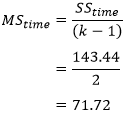 MS_time = SS_time / (k − 1)
= 143.44 / 2
= 71.72